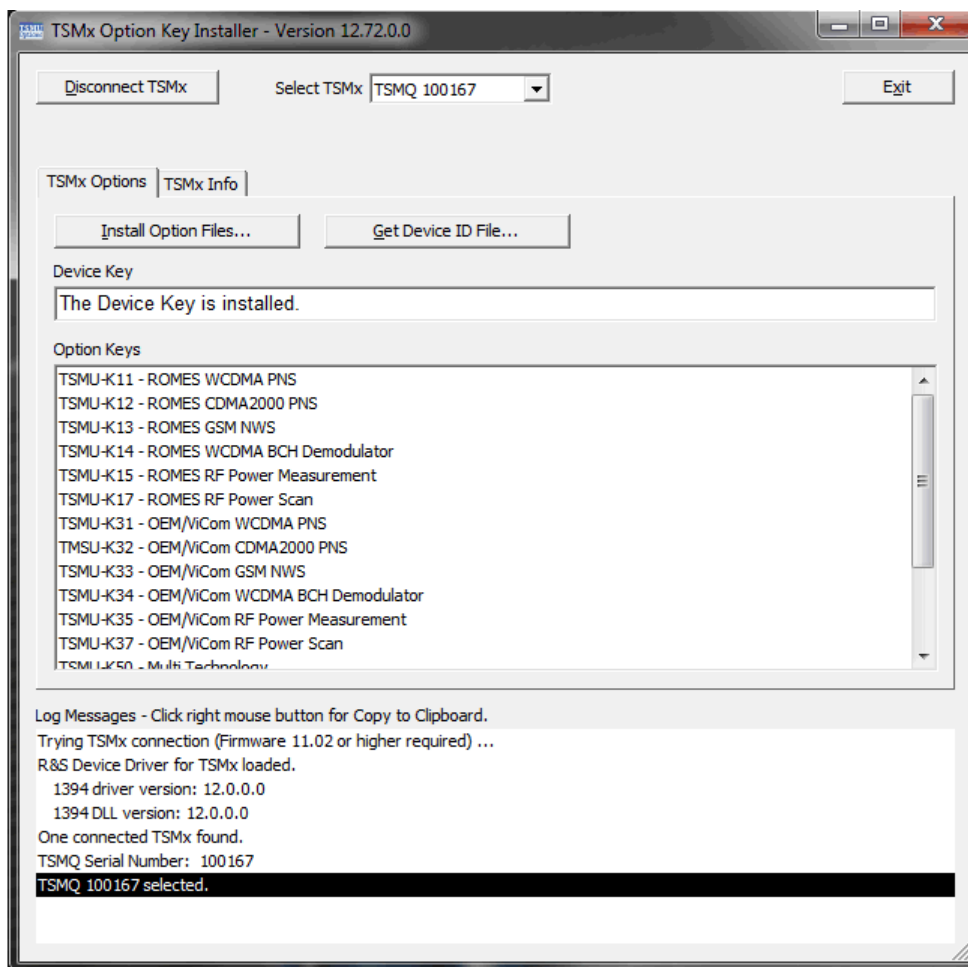 TSMx Option Key Installer - Version 12.72.0.0
Disconnect TSMx
Select TSMx TSMQ 100167
Exit
TSMx Options TSMx Info
Install Option Files...
Get Device ID File...
Device Key
The Device Key is installed.
Option Keys
TSMU-K11 - ROMES WCDMA PNS
TSMU-K12 - ROMES CDMA2000 PNS
TSMU-K13 - ROMES GSM NWS
TSMU-K14 - ROMES WCDMA BCH Demodulator
TSMU-K15 - ROMES RF Power Measurement
TSMU-K17 - ROMES RF Power Scan
TSMU-K31 - OEM/ViCom WCDMA PNS
TMSU-K32 - OEM/ViCom CDMA2000 PNS
TSMU-K33 - OEM/ViCom GSM NWS
TSMU-K34 - OEM/ViCom WCDMA BCH Demodulator
TSMU-K35 - OEM/ViCom RF Power Measurement
TSMU-K37 - OEM/ViCom RF Power Scan
TSMU-K50 - Multi Technology
Log Messages - Click right mouse button for Copy to Clipboard.
Trying TSMx connection (Firmware 11.02 or higher required) ...
R&S Device Driver for TSMx loaded.
1394 driver version: 12.0.0.0
1394 DLL version: 12.0.0.0
One connected TSMx found.
TSMQ Serial Number: 100167
TSMQ 100167 selected.